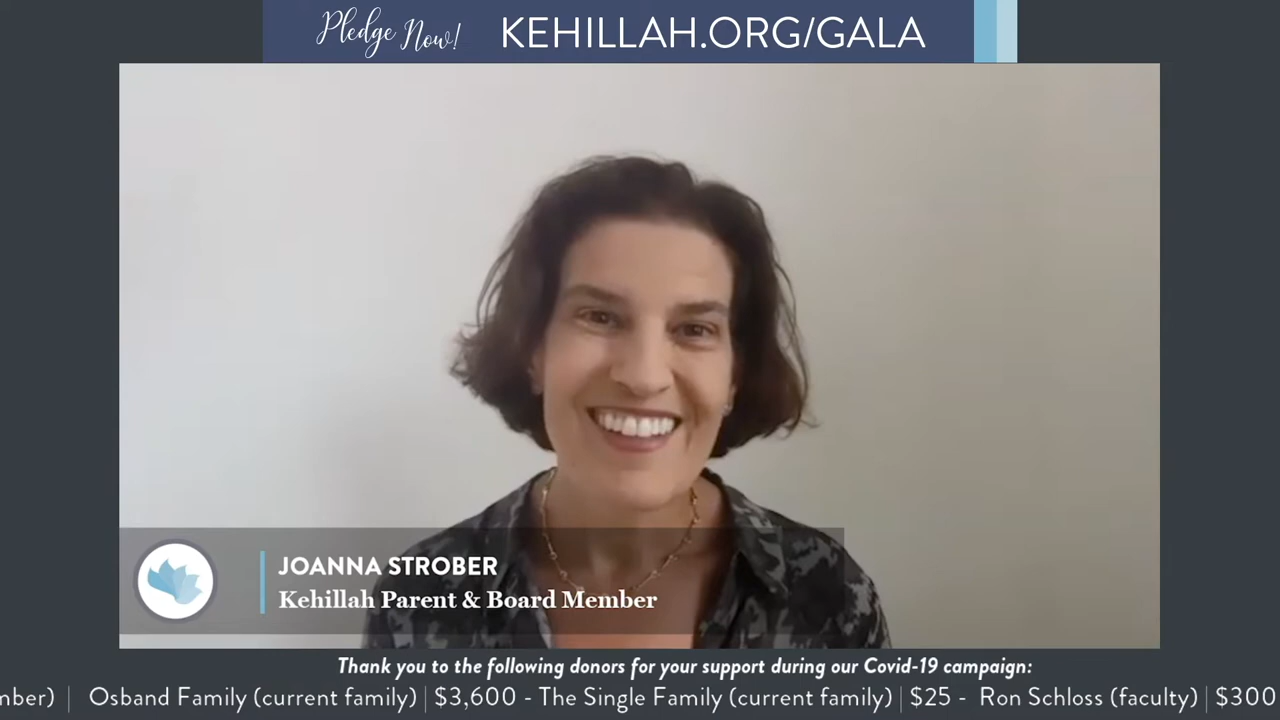 Pledge Now! KEHILLAH.ORG/GALA
JOANNA STROBER
Kehillah Parent & Board Member
Thank you to the following donors for your support during our Covid-19 campaign:
mber) | Osband Family (current family) | $3,600 - The Single Family (current family) | $25 - Ron Schloss (faculty) | $300